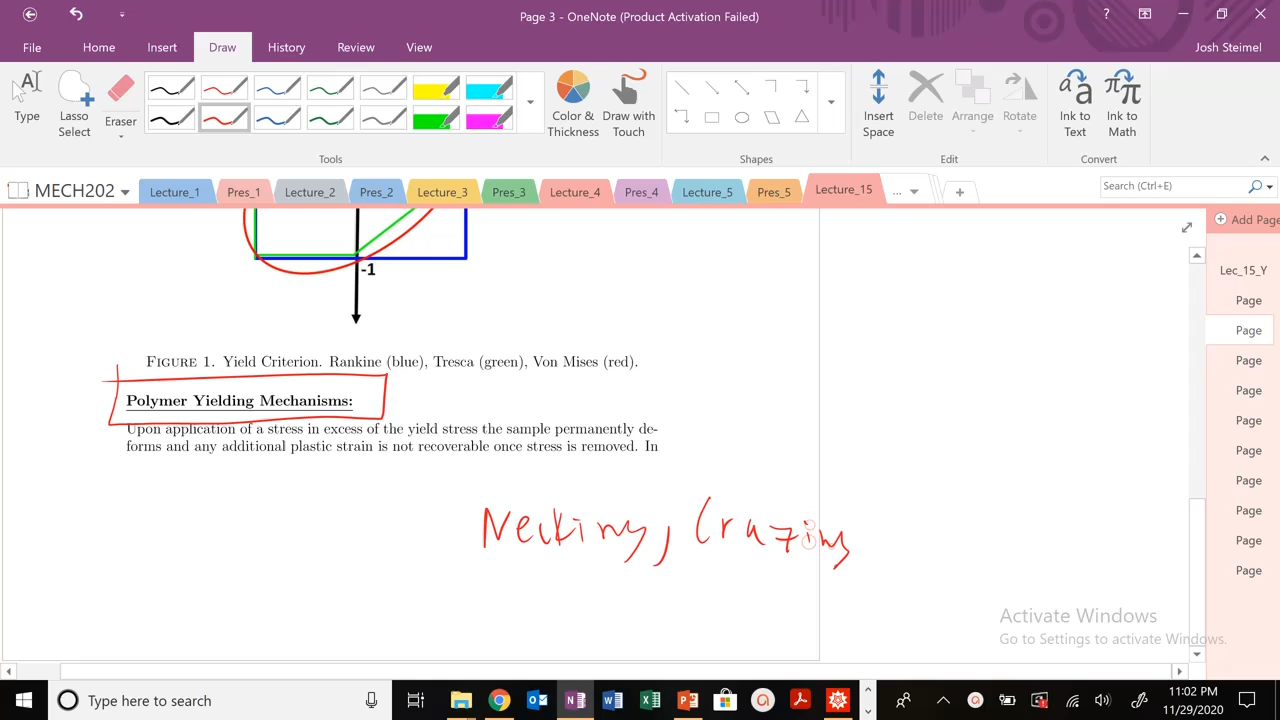 Page 3 - OneNote (Product Activation Failed)
?
File Home Insert Draw History Review View Josh Steimel
Type
Lasso Select
Eraser
Color & Thickness
Draw with Touch
Insert Space
Delete
Arrange
Rotate
Ink to Text
Ink to Math
Tools Shapes Edit Convert
MECH202 Lecture_1 Pres_1 Lecture_2 Pres_2 Lecture_3 Pres_3 Lecture_4 Pres_4 Lecture_5 Pres_5 Lecture_15 ... Search (Ctrl+E)
Add Page
Lec_15_Y
Page
Page
Page
Page
Page
Page
Page
Page
Page
Page
-1
FIGURE 1. Yield Criterion. Rankine (blue), Tresca (green), Von Mises (red).
Polymer Yielding Mechanisms:
Upon application of a stress in excess of the yield stress the sample permanently de-
forms and any additional plastic strain is not recoverable once stress is removed. In
Necking, Crazing
Activate Windows
Go to Settings to activate Windows.
Type here to search
11:02 PM
11/29/2020